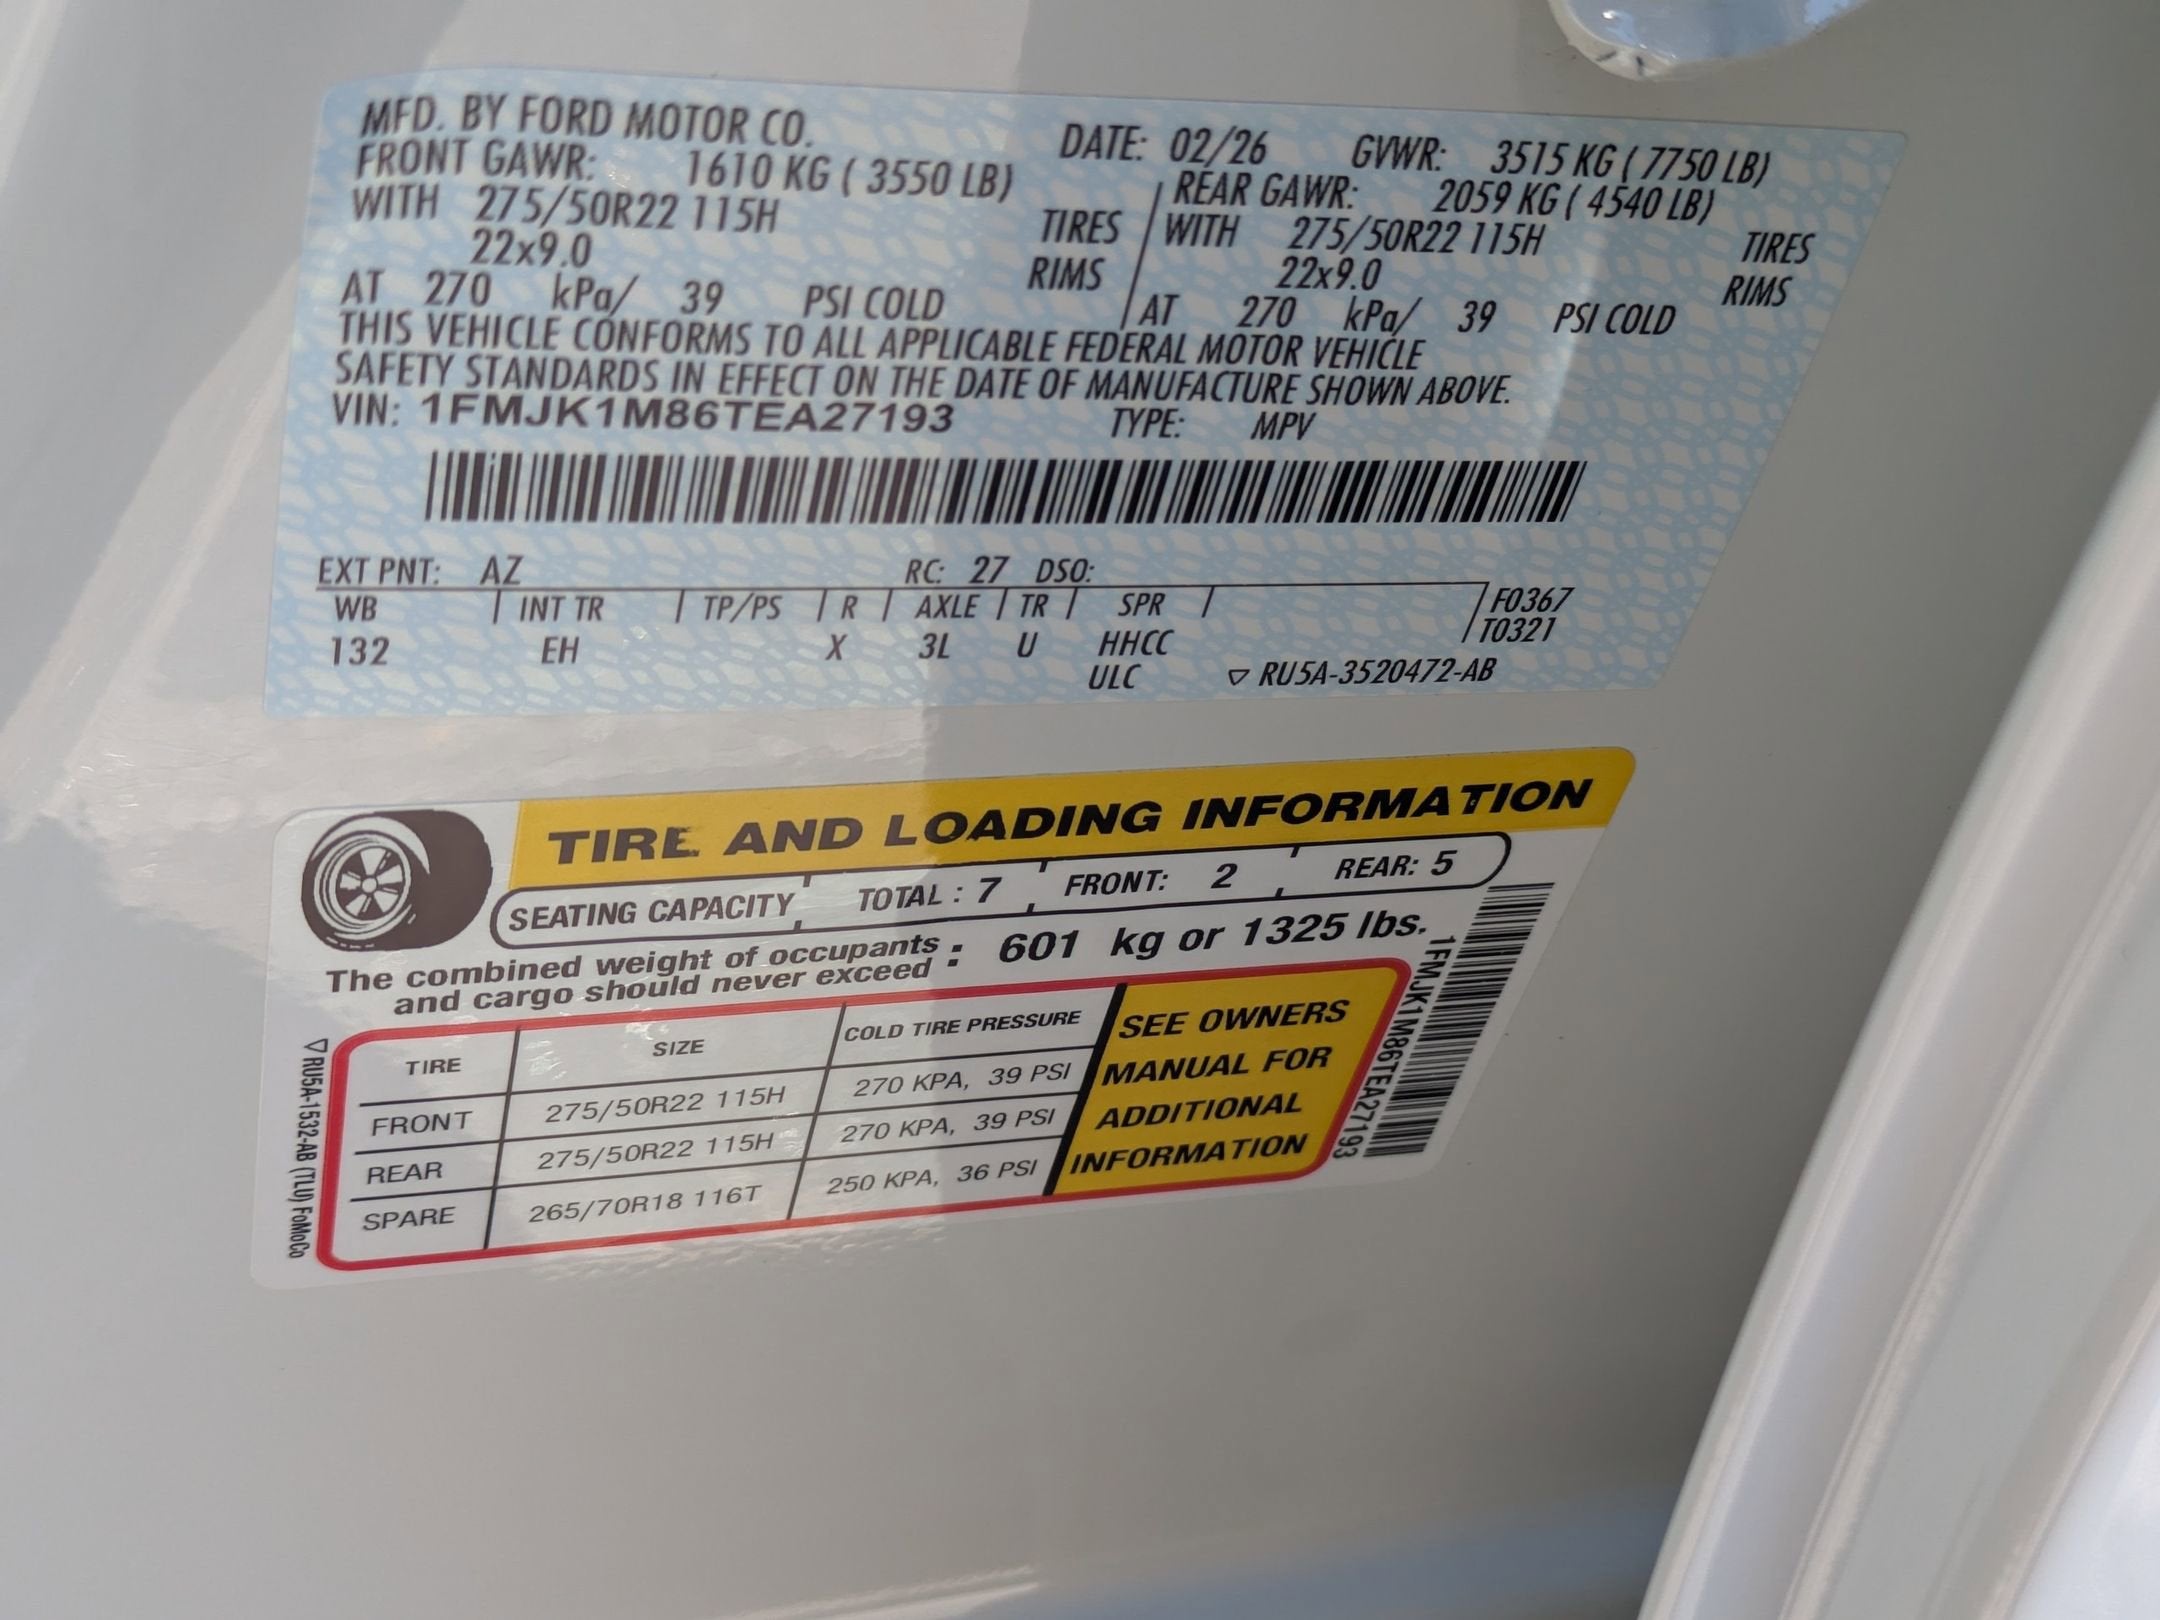 MFD. BY FORD MOTOR CO.
DATE: 02/26 GVWR: 3515 KG ( 7750 LB)
FRONT GAWR: 1610 KG ( 3550 LB)
REAR GAWR: 2059 KG ( 4540 LB)
WITH 275/50R22 115H TIRES
WITH 275/50R22 115H TIRES
22x9.0 RIMS
22x9.0 RIMS
AT 270 kPa/ 39 PSI COLD
AT 270 kPa/ 39 PSI COLD
THIS VEHICLE CONFORMS TO ALL APPLICABLE FEDERAL MOTOR VEHICLE
SAFETY STANDARDS IN EFFECT ON THE DATE OF MANUFACTURE SHOWN ABOVE.
VIN: 1FMJK1M86TEA27193 TYPE: MPV
EXT PNT: AZ RC: 27 DSO:
WB | INT TR | TP/PS | R | AXLE | TR | SPR | F0367
T0321
132 EH X 3L U HHCC
ULC RU5A-3520472-AB
TIRE AND LOADING INFORMATION
SEATING CAPACITY TOTAL : 7 FRONT: 2 REAR: 5
The combined weight of occupants
and cargo should never exceed : 601 kg or 1325 lbs.
TIRE SIZE COLD TIRE PRESSURE
FRONT 275/50R22 115H 270 KPA, 39 PSI
REAR 275/50R22 115H 270 KPA, 39 PSI
SPARE 265/70R18 116T 250 KPA, 36 PSI
SEE OWNERS
MANUAL FOR
ADDITIONAL
INFORMATION
1FMJK1M86TEA27193
RU5A-1532-AB (TLU) FoMoCo